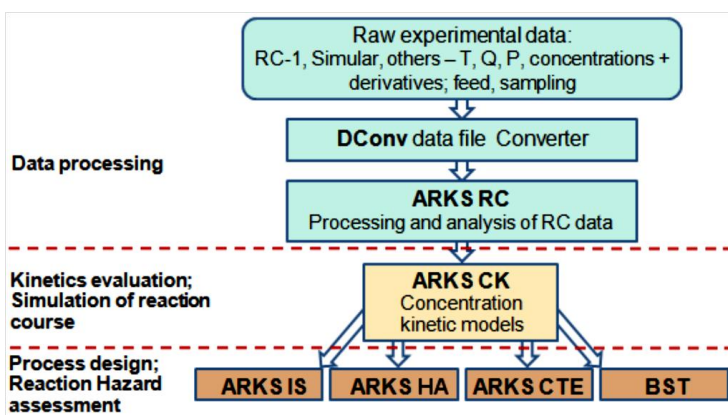 Raw experimental data:
RC-1, Simular, others – T, Q, P, concentrations +
derivatives; feed, sampling
DConv data file Converter
Data processing
ARKS RC
Processing and analysis of RC data
Kinetics evaluation;
Simulation of reaction
course
ARKS CK
Concentration
kinetic models
Process design;
Reaction Hazard
assessment
ARKS IS
ARKS HA
ARKS CTE
BST